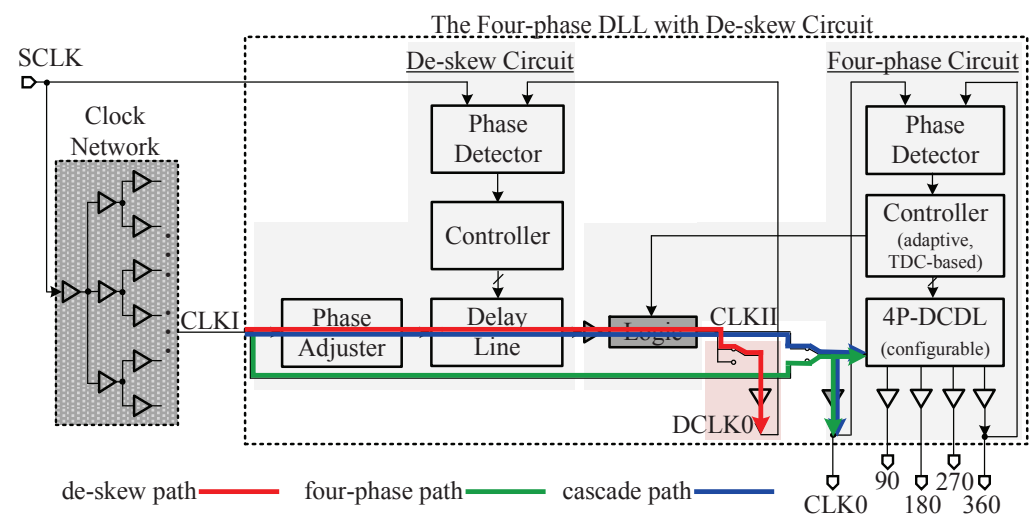 The Four-phase DLL with De-skew Circuit
SCLK
De-skew Circuit
Four-phase Circuit
Clock
Network
Phase
Detector
Phase
Detector
Controller
Controller
(adaptive,
TDC-based)
CLKI
Phase
Adjuster
Delay
Line
Logic
CLKII
4P-DCDL
(configurable)
DCLK0
90
270
180
360
CLK0
de-skew path
four-phase path
cascade path